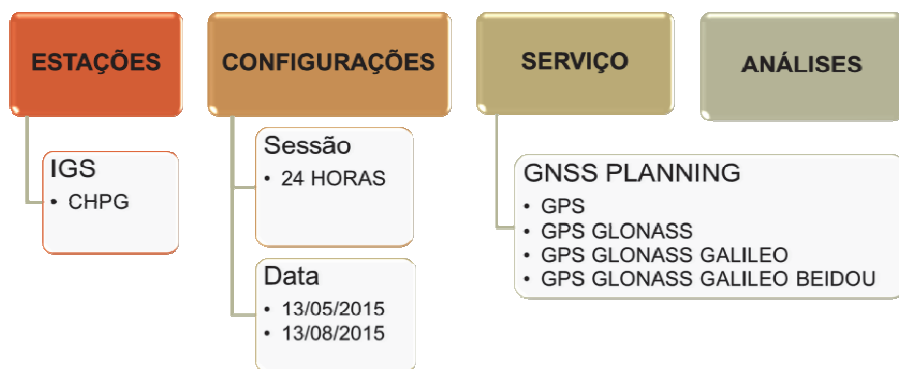 ESTAÇÕES
IGS
• CHPG
CONFIGURAÇÕES
Sessão
• 24 HORAS
Data
• 13/05/2015
• 13/08/2015
SERVIÇO
GNSS PLANNING
• GPS
• GPS GLONASS
• GPS GLONASS GALILEO
• GPS GLONASS GALILEO BEIDOU
ANÁLISES